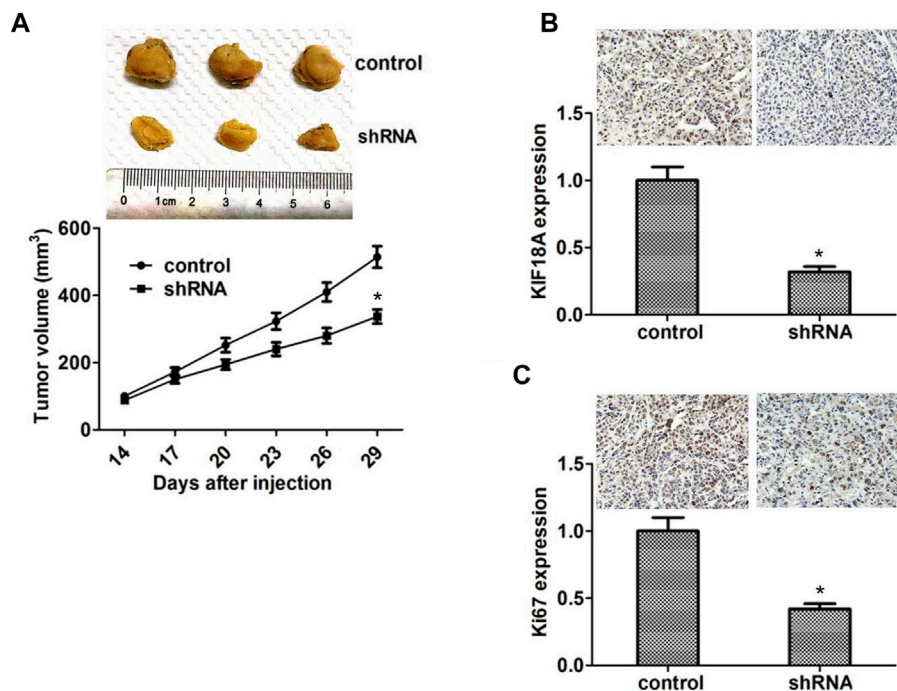 A
control
shRNA
0 1cm 2 3 4 5 6
Tumor volume (mm³)
600
400
200
0
control
shRNA
*
14 17 20 23 26 29
Days after injection
B
KIF18A expression
1.5
1.0
0.5
0.0
*
control shRNA
C
Ki67 expression
1.5
1.0
0.5
0.0
*
control shRNA